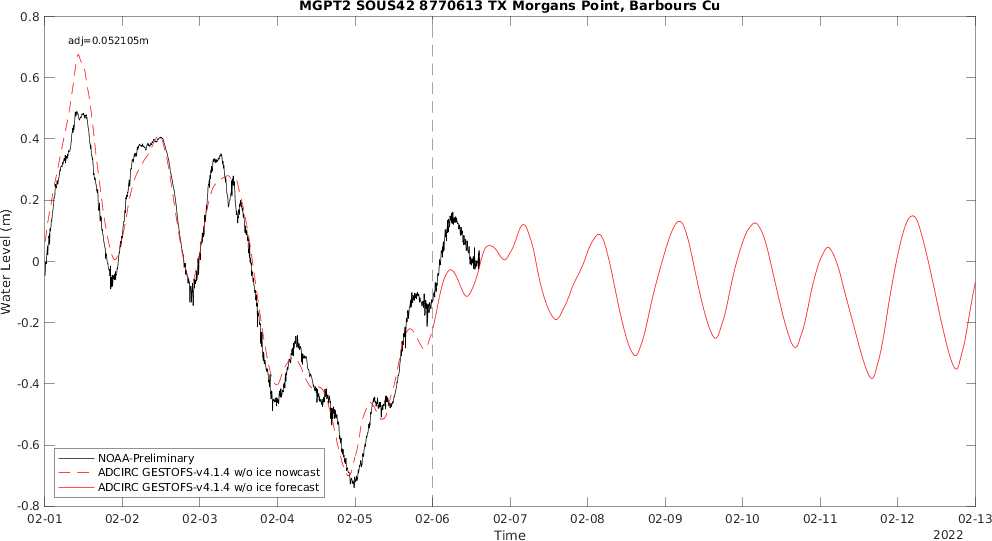 MGPT2 SOUS42 8770613 TX Morgans Point, Barbours Cu
adj=0.052105m
0.8
0.6
0.4
0.2
0
-0.2
-0.4
-0.6
-0.8
Water Level (m)
NOAA-Preliminary
ADCIRC GESTOFS-v4.1.4 w/o ice nowcast
ADCIRC GESTOFS-v4.1.4 w/o ice forecast
02-01 02-02 02-03 02-04 02-05 02-06 02-07 02-08 02-09 02-10 02-11 02-12 02-13
Time
2022